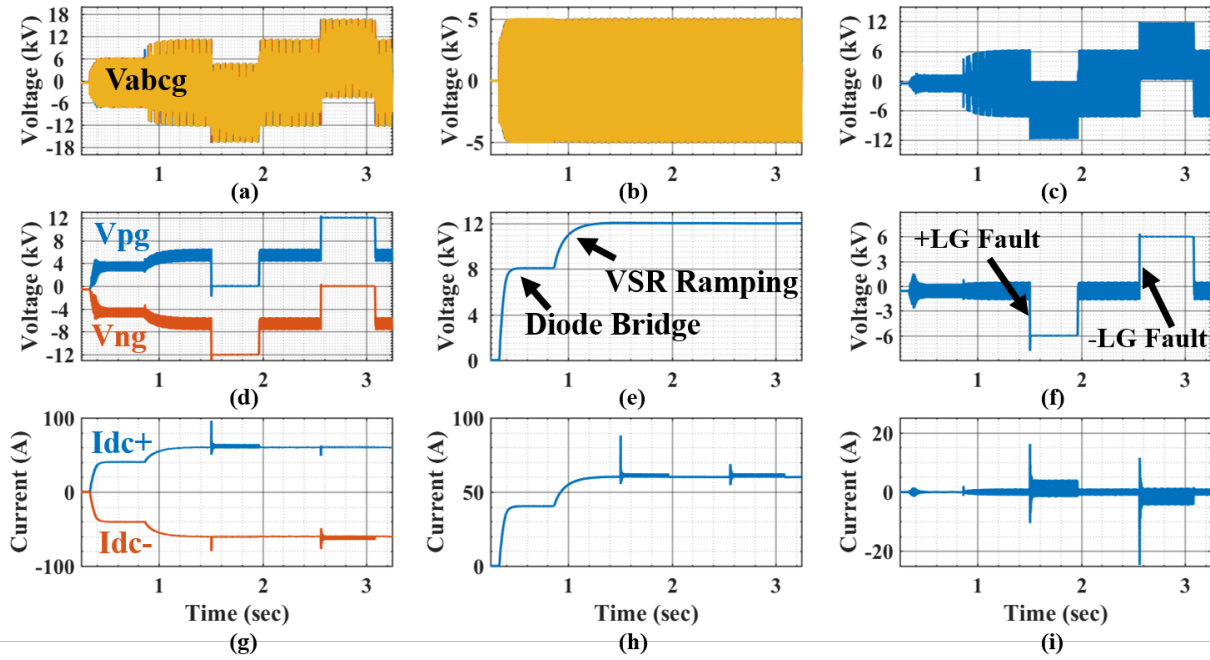 Voltage (kV)
18
12
6
0
-6
-12
-18
Vabcg
1 2 3
(a)
Voltage (kV)
5
0
-5
1 2 3
(b)
Voltage (kV)
12
6
0
-6
-12
1 2 3
(c)
Voltage (kV)
12
8
4
0
-4
-8
-12
Vpg
Vng
1 2 3
(d)
Voltage (kV)
12
8
4
0
VSR Ramping
Diode Bridge
1 2 3
(e)
Voltage (kV)
6
3
0
-3
-6
+LG Fault
-LG Fault
1 2 3
(f)
Current (A)
100
0
-100
Idc+
Idc-
1 2 3
Time (sec)
(g)
Current (A)
100
50
0
1 2 3
Time (sec)
(h)
Current (A)
20
0
-20
1 2 3
Time (sec)
(i)